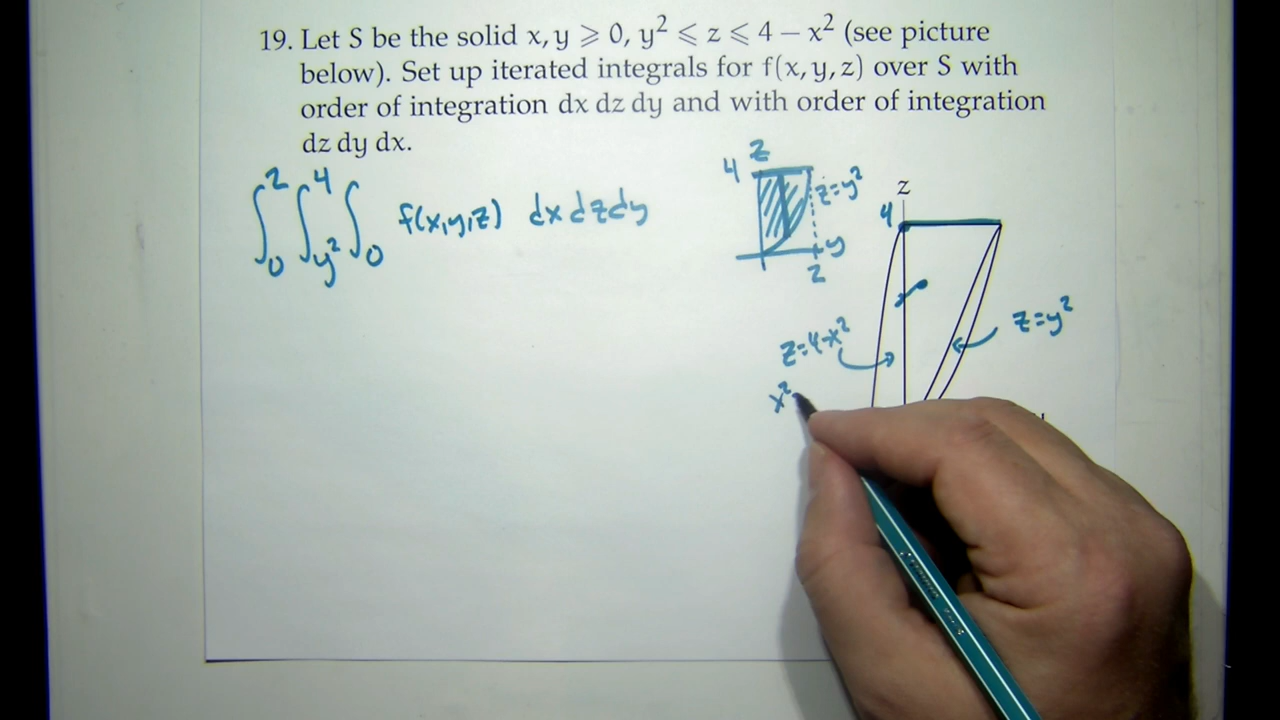 19. Let S be the solid x, y ⩾ 0, y² ⩽ z ⩽ 4 − x² (see picture
below). Set up iterated integrals for f(x, y, z) over S with
order of integration dx dz dy and with order of integration
dz dy dx.
∫₀² ∫_{y²}⁴ ∫₀ f(x,y,z) dx dz dy
z
4
z=y²
y
2
z
4
z=y²
z=4-x²
x²